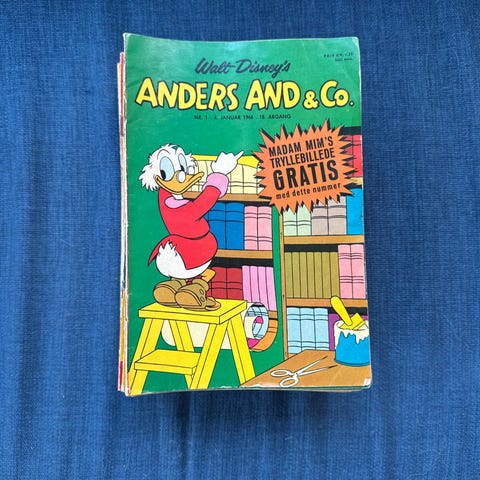 Walt Disney's
ANDERS AND & Co.
NR. 1 - 4. JANUAR 1966 - 18. ÅRGANG
MADAM MIM'S
TRYLLEBILLEDE
GRATIS
med dette nummer